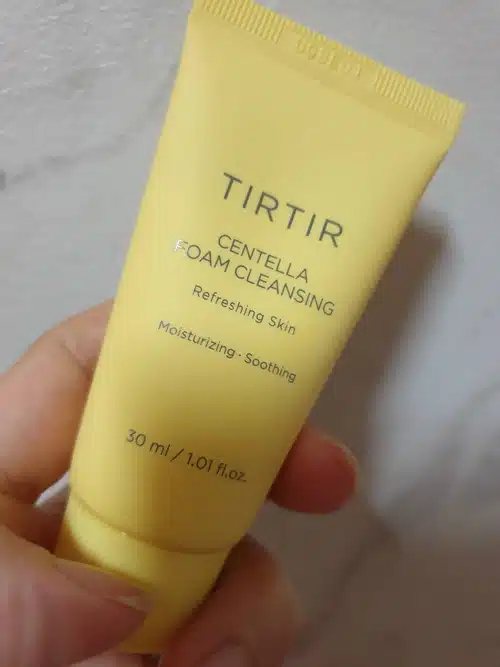 TIRTIR
CENTELLA
FOAM CLEANSING
Refreshing Skin
Moisturizing · Soothing
30 ml / 1.01 fl.oz.